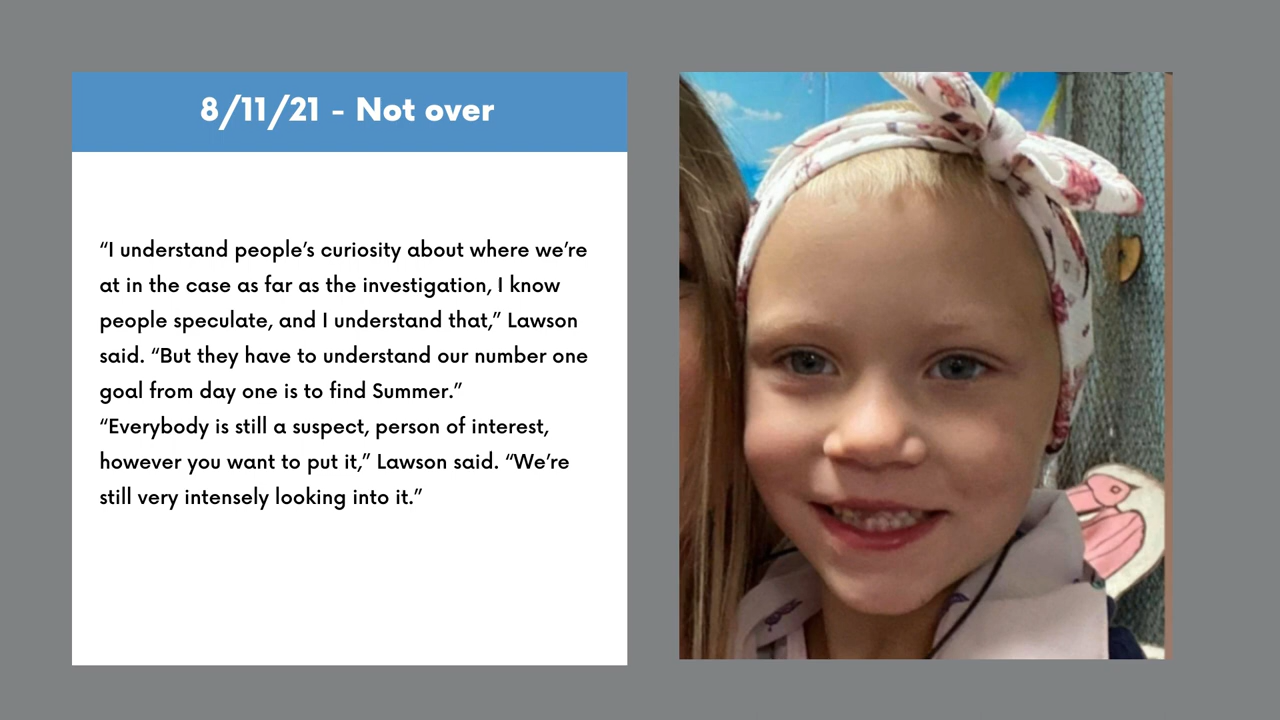 8/11/21 - Not over
“I understand people’s curiosity about where we’re
at in the case as far as the investigation, I know
people speculate, and I understand that,” Lawson
said. “But they have to understand our number one
goal from day one is to find Summer.”
“Everybody is still a suspect, person of interest,
however you want to put it,” Lawson said. “We’re
still very intensely looking into it.”